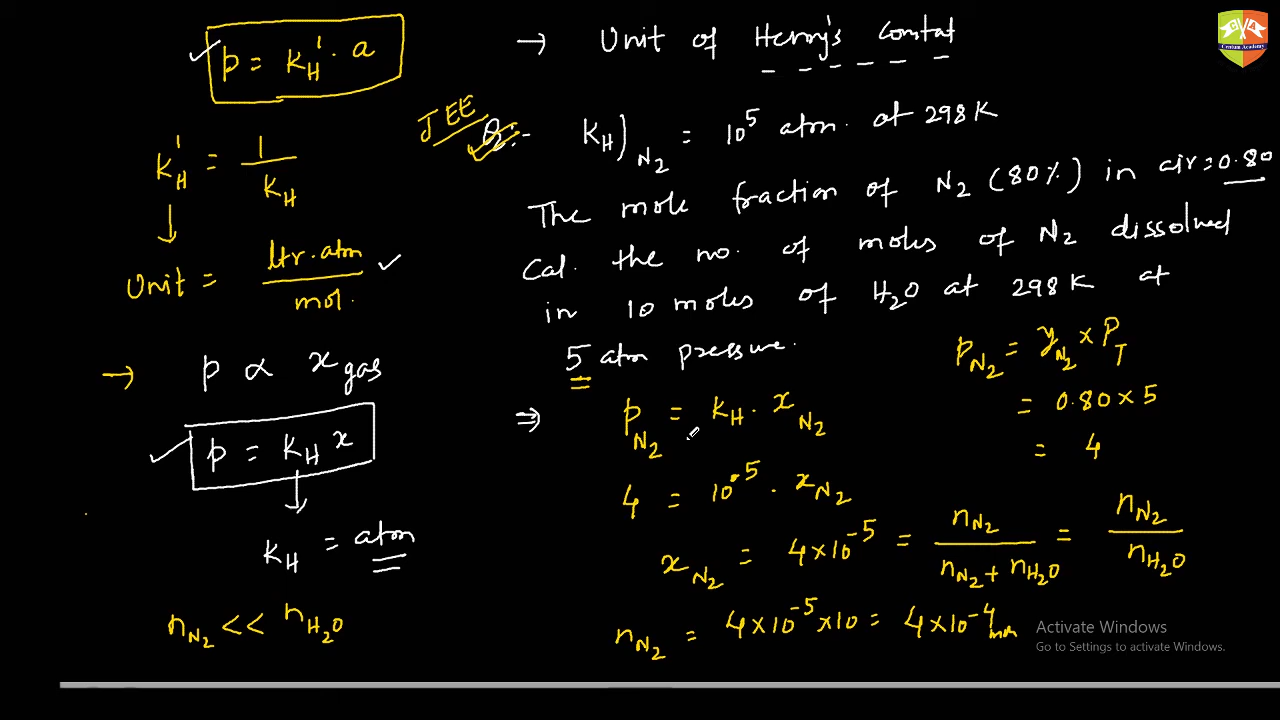 p = K'H · a
K'H = 1/KH
Unit = ltr.atm/mol.
→ p ∝ xgas
p = KH x
KH = atm
nN2 << nH2O
→ Unit of Henry's Constat
JEE
Q:- KH)N2 = 10^5 atm. at 298K
The mole fraction of N2 (80%) in air = 0.80
Cal. the no. of moles of N2 dissolved
in 10 moles of H2O at 298K at
5 atm pressure.
⇒ pN2 = KH · xN2
4 = 10^5 · xN2
xN2 = 4×10^-5 = nN2/(nN2 + nH2O) = nN2/nH2O
nN2 = 4×10^-5×10 = 4×10^-4 mol
pN2 = yN2 × PT
= 0.80 × 5
= 4
Centum Academy
Activate Windows
Go to Settings to activate Windows.